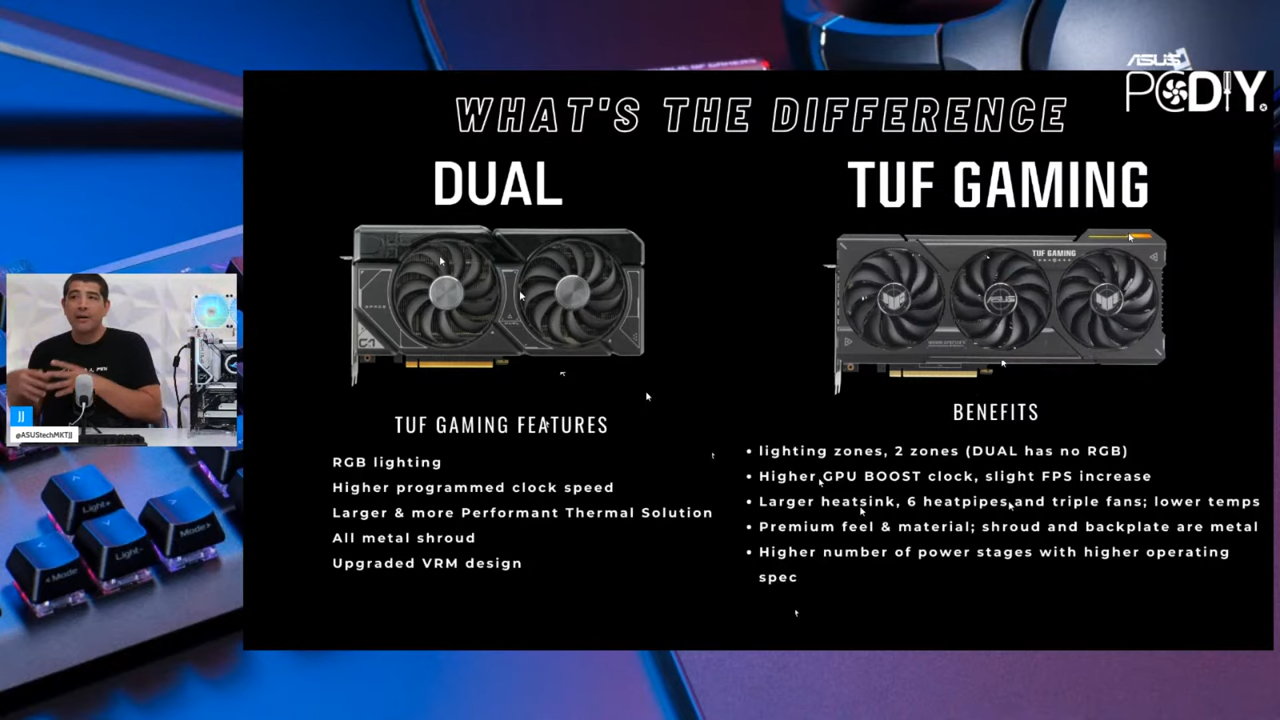 ASUS
PCDIY.
WHAT'S THE DIFFERENCE
DUAL
TUF GAMING
TUF GAMING
ASUS
TUF GAMING FEATURES
RGB lighting
Higher programmed clock speed
Larger & more Performant Thermal Solution
All metal shroud
Upgraded VRM design
BENEFITS
• lighting zones, 2 zones (DUAL has no RGB)
• Higher GPU BOOST clock, slight FPS increase
• Larger heatsink, 6 heatpipes and triple fans; lower temps
• Premium feel & material; shroud and backplate are metal
• Higher number of power stages with higher operating
spec
JJ
@ASUStechMKTJJ
Light+
Mode+
Light-
< Mode